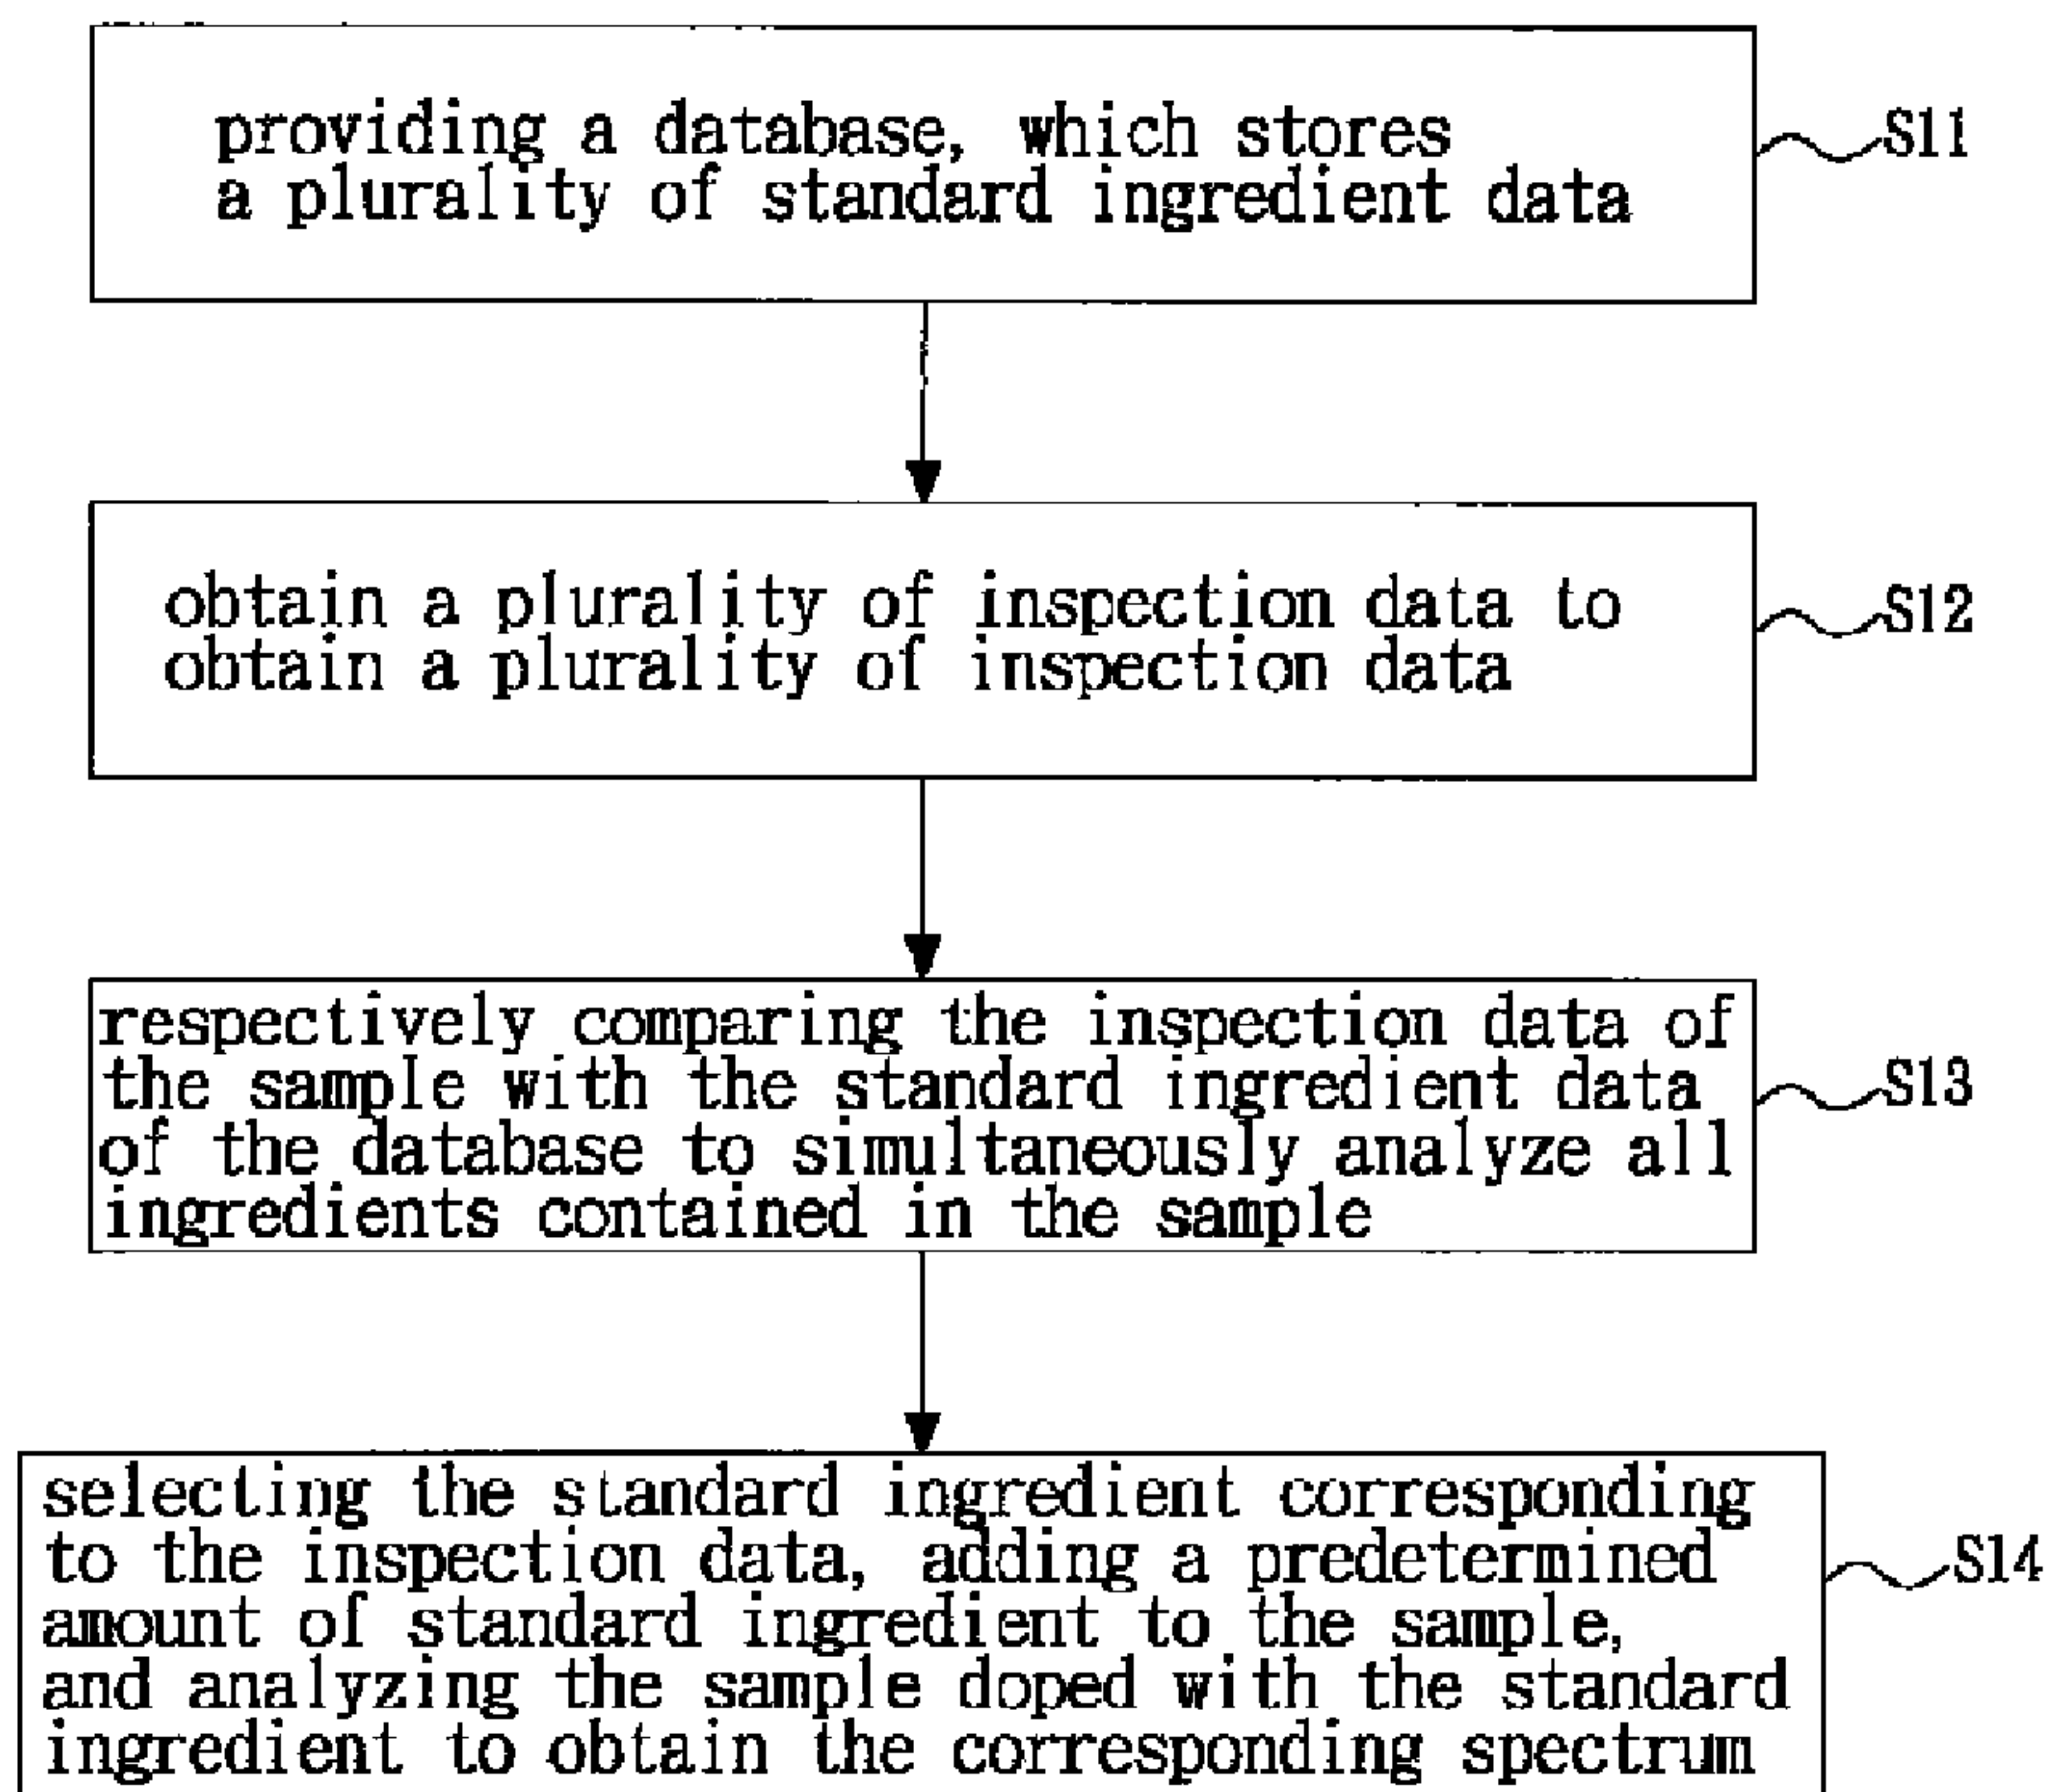 providing a database, which stores
a plurality of standard ingredient data
S11
obtain a plurality of inspection data to
obtain a plurality of inspection data
S12
respectively comparing the inspection data of
the sample with the standard ingredient data
of the database to simultaneously analyze all
ingredients contained in the sample
S13
selecting the standard ingredient corresponding
to the inspection data, adding a predetermined
amount of standard ingredient to the sample,
and analyzing the sample doped with the standard
ingredient to obtain the corresponding spectrum
S14